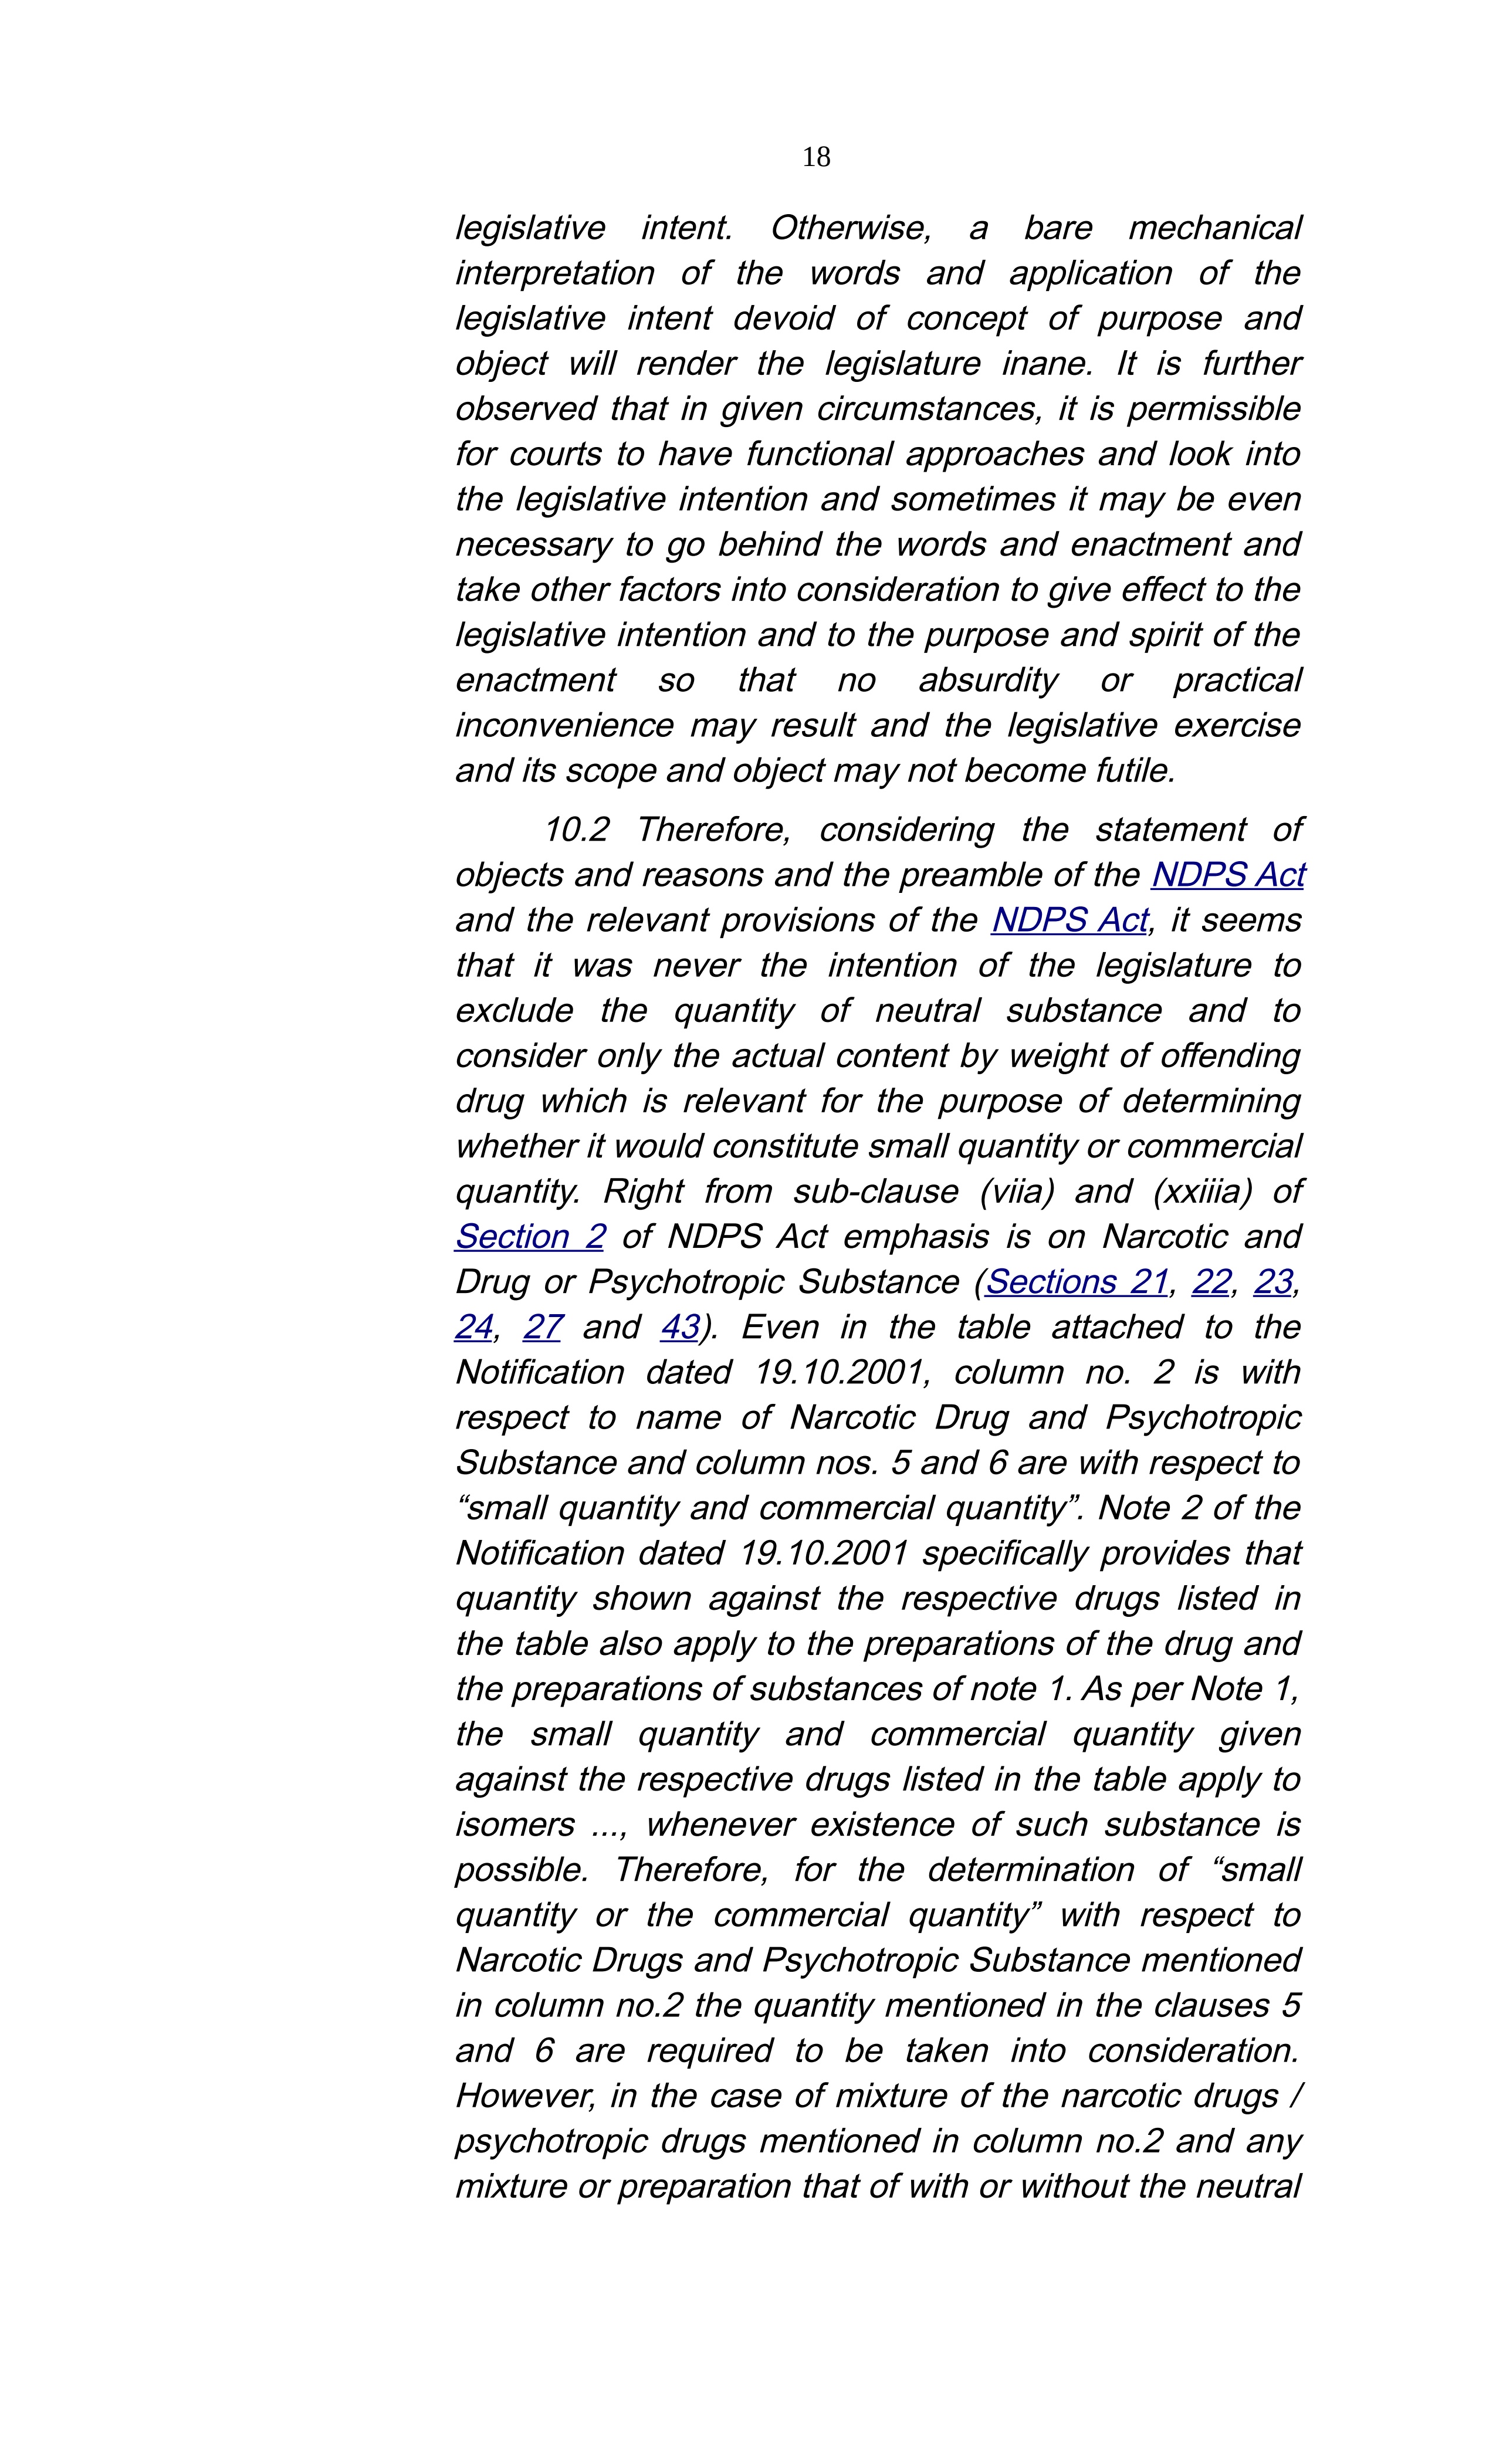 18
legislative intent. Otherwise, a bare mechanical
interpretation of the words and application of the
legislative intent devoid of concept of purpose and
object will render the legislature inane. It is further
observed that in given circumstances, it is permissible
for courts to have functional approaches and look into
the legislative intention and sometimes it may be even
necessary to go behind the words and enactment and
take other factors into consideration to give effect to the
legislative intention and to the purpose and spirit of the
enactment so that no absurdity or practical
inconvenience may result and the legislative exercise
and its scope and object may not become futile.
10.2 Therefore, considering the statement of
objects and reasons and the preamble of the NDPS Act
and the relevant provisions of the NDPS Act, it seems
that it was never the intention of the legislature to
exclude the quantity of neutral substance and to
consider only the actual content by weight of offending
drug which is relevant for the purpose of determining
whether it would constitute small quantity or commercial
quantity. Right from sub-clause (viia) and (xxiiia) of
Section 2 of NDPS Act emphasis is on Narcotic and
Drug or Psychotropic Substance (Sections 21, 22, 23,
24, 27 and 43). Even in the table attached to the
Notification dated 19.10.2001, column no. 2 is with
respect to name of Narcotic Drug and Psychotropic
Substance and column nos. 5 and 6 are with respect to
“small quantity and commercial quantity”. Note 2 of the
Notification dated 19.10.2001 specifically provides that
quantity shown against the respective drugs listed in
the table also apply to the preparations of the drug and
the preparations of substances of note 1. As per Note 1,
the small quantity and commercial quantity given
against the respective drugs listed in the table apply to
isomers ..., whenever existence of such substance is
possible. Therefore, for the determination of “small
quantity or the commercial quantity” with respect to
Narcotic Drugs and Psychotropic Substance mentioned
in column no.2 the quantity mentioned in the clauses 5
and 6 are required to be taken into consideration.
However, in the case of mixture of the narcotic drugs /
psychotropic drugs mentioned in column no.2 and any
mixture or preparation that of with or without the neutral